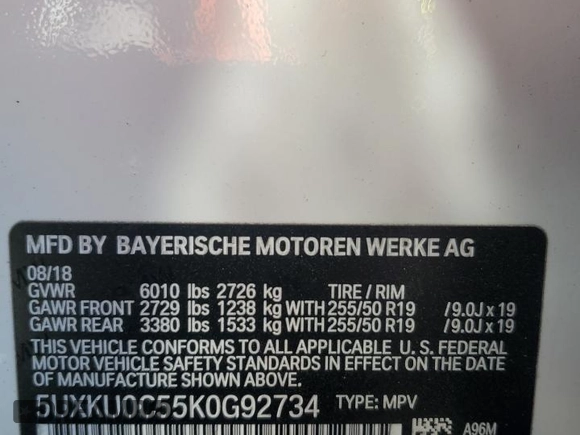 MFD BY BAYERISCHE MOTOREN WERKE AG
08/18
GVWR 6010 lbs 2726 kg TIRE / RIM
GAWR FRONT 2729 lbs 1238 kg WITH 255/50 R19 /9.0J x 19
GAWR REAR 3380 lbs 1533 kg WITH 255/50 R19 /9.0J x 19
THIS VEHICLE CONFORMS TO ALL APPLICABLE U. S. FEDERAL
MOTOR VEHICLE SAFETY STANDARDS IN EFFECT ON THE
DATE OF MANUFACTURE SHOWN ABOVE.
5UXKU0C55K0G92734 TYPE: MPV
A96M